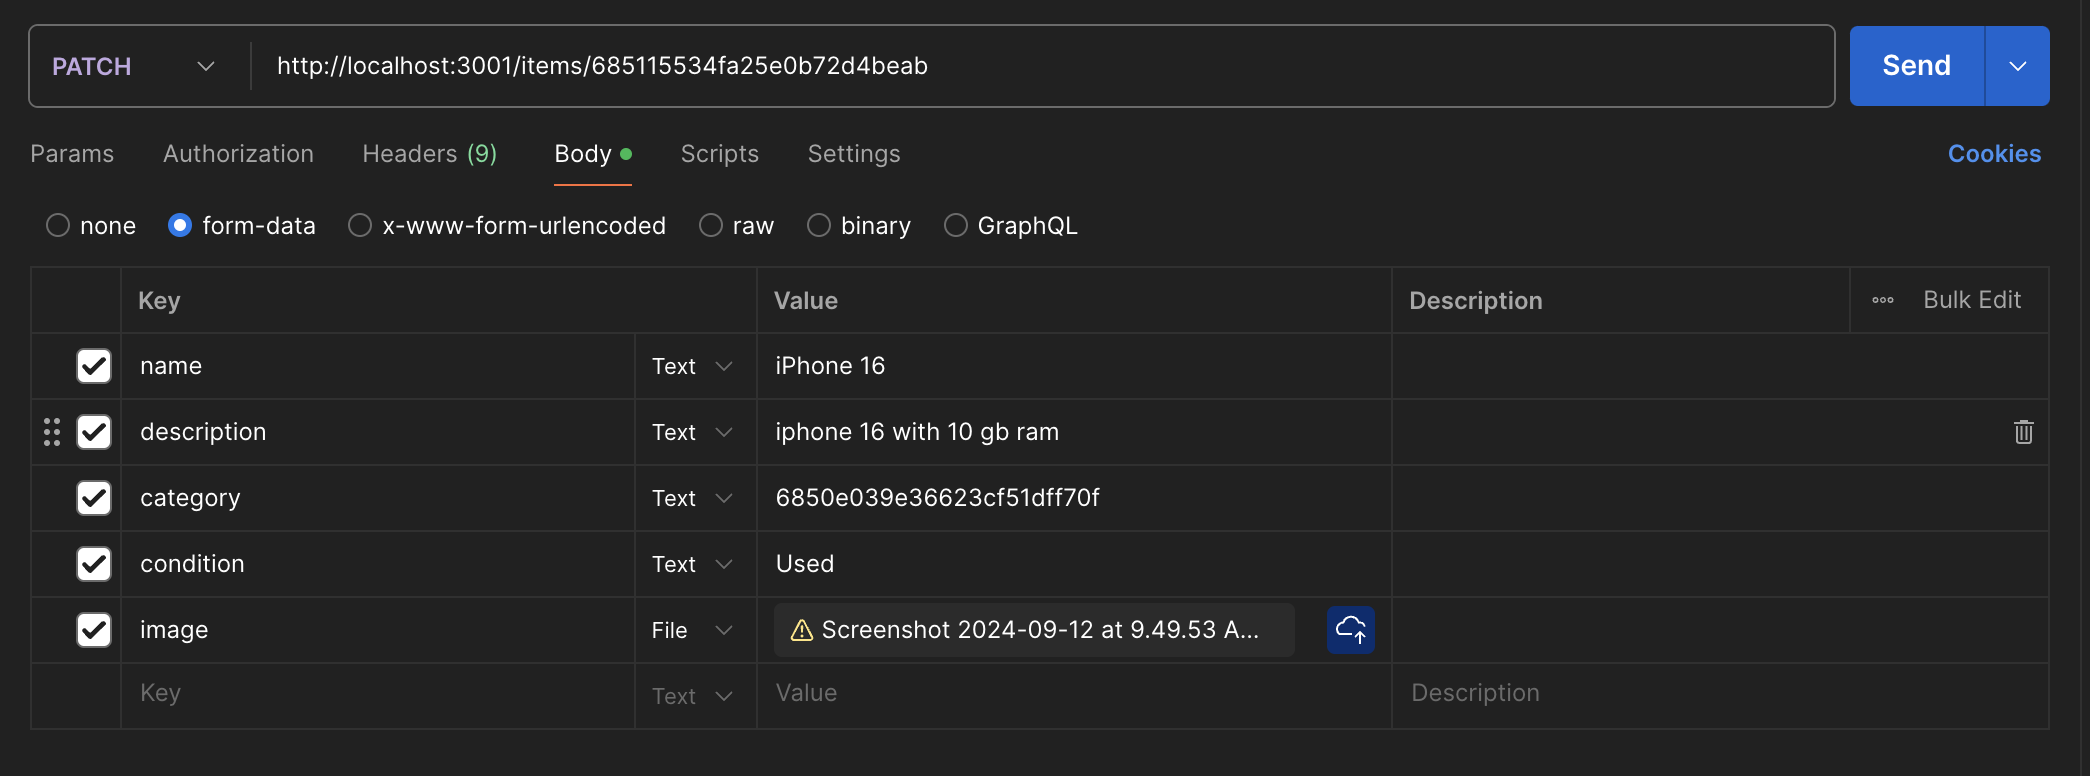 PATCH http://localhost:3001/items/685115534fa25e0b72d4beab Send
Params Authorization Headers (9) Body Scripts Settings Cookies
none form-data x-www-form-urlencoded raw binary GraphQL
Key Value Description Bulk Edit
name Text iPhone 16
description Text iphone 16 with 10 gb ram
category Text 6850e039e36623cf51dff70f
condition Text Used
image File Screenshot 2024-09-12 at 9.49.53 A...
Key Text Value Description